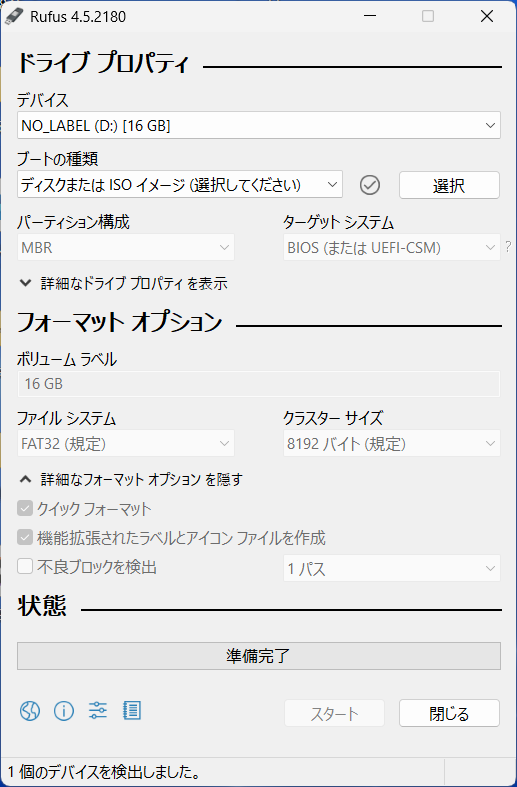 Rufus 4.5.2180
ドライブ プロパティ
デバイス
NO_LABEL (D:) [16 GB]
ブートの種類
ディスクまたは ISO イメージ (選択してください)
選択
パーティション構成
ターゲット システム
MBR
BIOS (または UEFI-CSM)
?
詳細なドライブ プロパティ を表示
フォーマット オプション
ボリューム ラベル
16 GB
ファイル システム
クラスター サイズ
FAT32 (規定)
8192 バイト (規定)
詳細なフォーマット オプション を隠す
クイック フォーマット
機能拡張されたラベルとアイコン ファイルを作成
不良ブロックを検出
1 パス
状態
準備完了
スタート
閉じる
1 個のデバイスを検出しました。